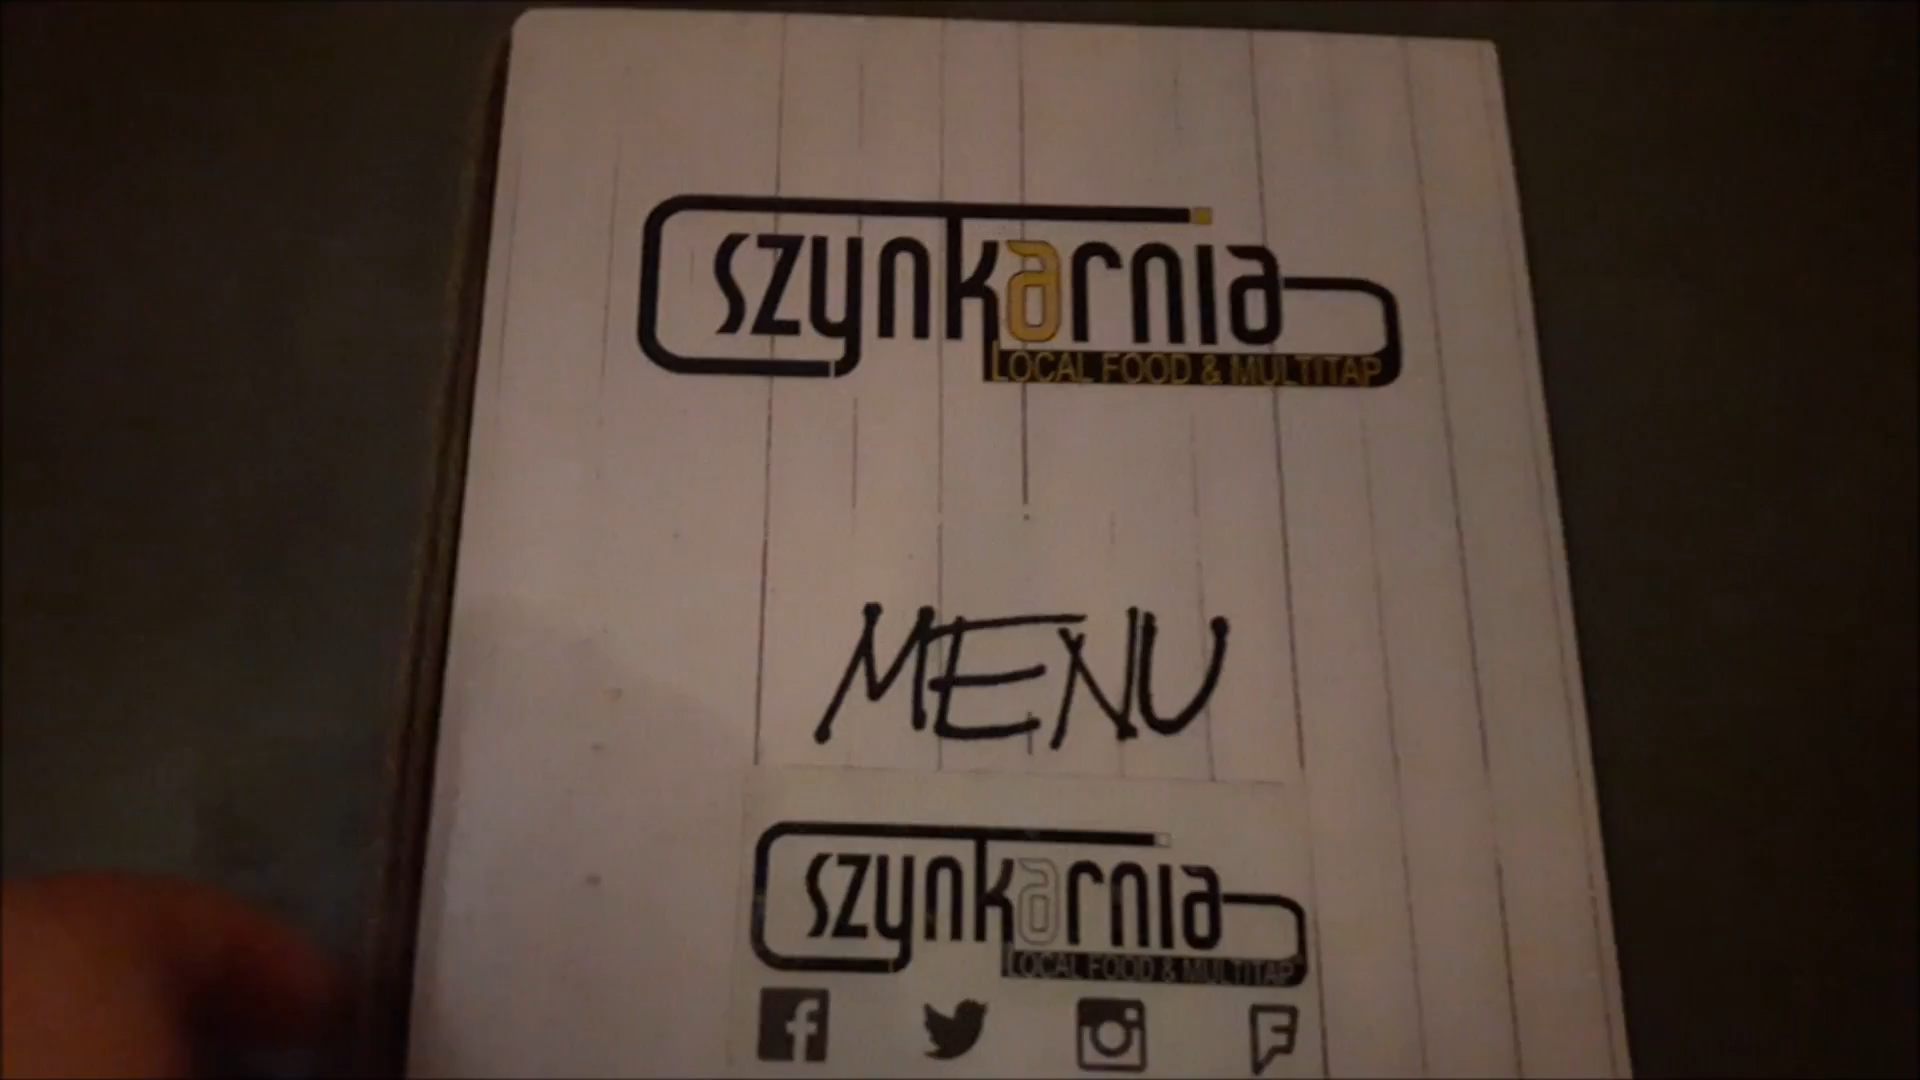 szynkarnia
LOCAL FOOD & MULTITAP
MENU
szynkarnia
LOCAL FOOD & MULTITAP